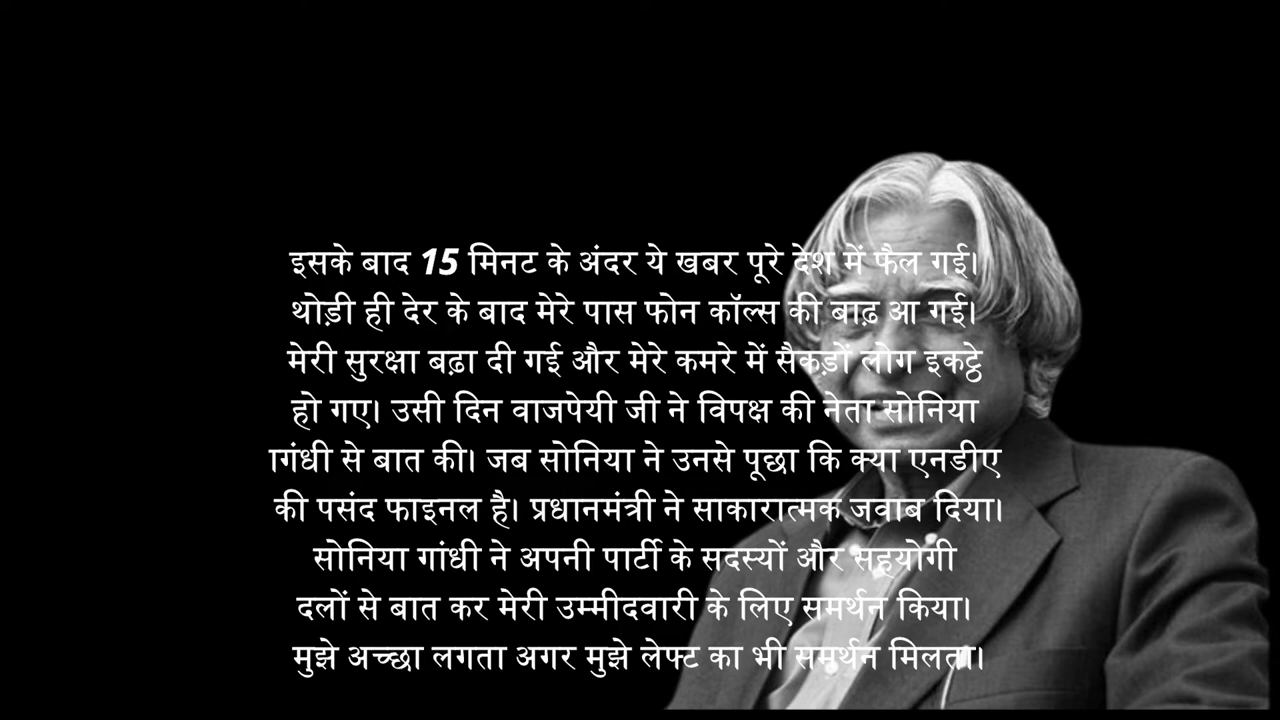 इसके बाद 15 मिनट के अंदर ये खबर पूरे देश में फैल गई।
थोड़ी ही देर के बाद मेरे पास फोन कॉल्स की बाढ़ आ गई।
मेरी सुरक्षा बढ़ा दी गई और मेरे कमरे में सैकड़ों लोग इकट्ठे
हो गए। उसी दिन वाजपेयी जी ने विपक्ष की नेता सोनिया
गांधी से बात की। जब सोनिया ने उनसे पूछा कि क्या एनडीए
की पसंद फाइनल है। प्रधानमंत्री ने साकारात्मक जवाब दिया।
सोनिया गांधी ने अपनी पार्टी के सदस्यों और सहयोगी
दलों से बात कर मेरी उम्मीदवारी के लिए समर्थन किया।
मुझे अच्छा लगता अगर मुझे लेफ्ट का भी समर्थन मिलता।